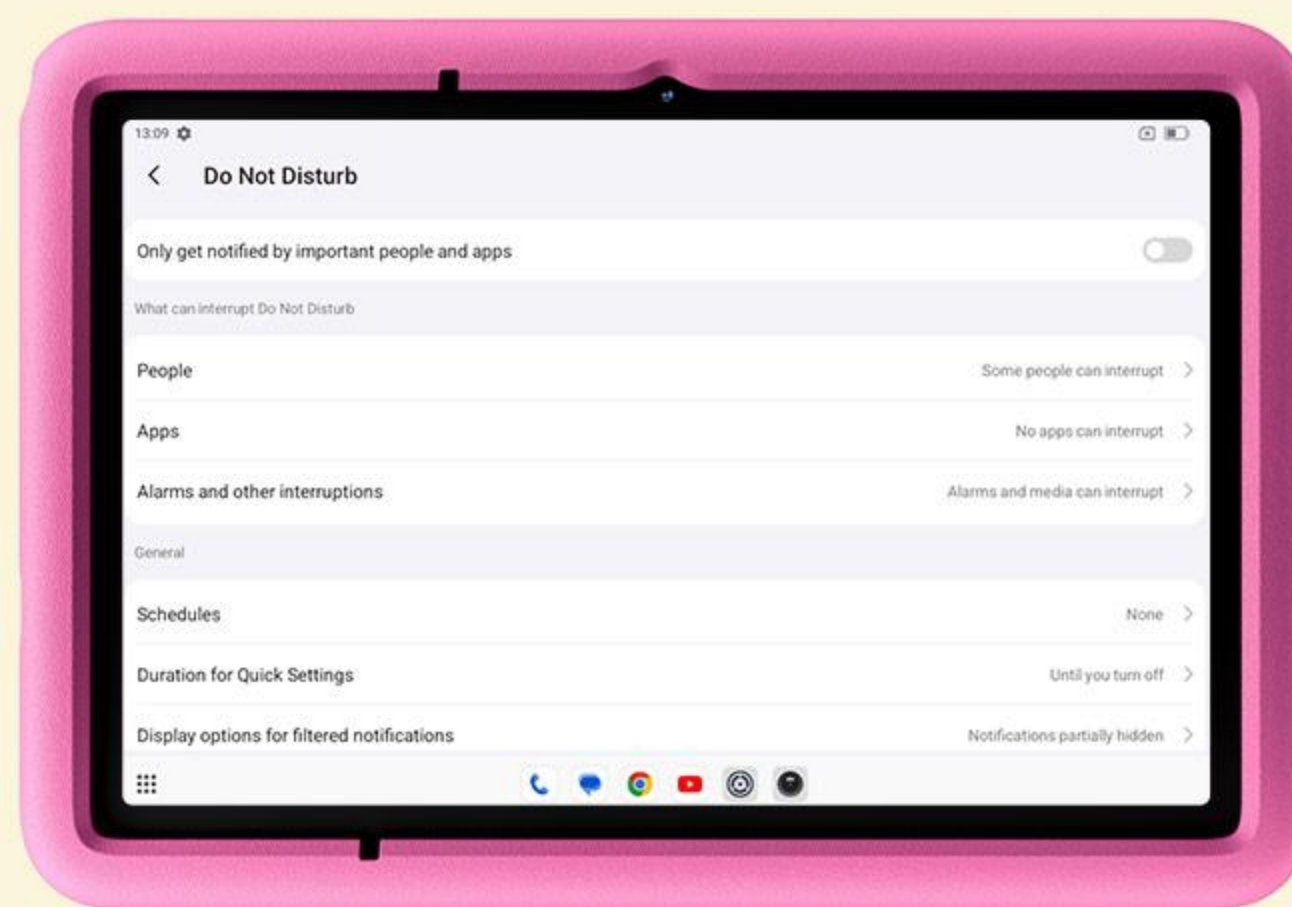 13:09
Do Not Disturb
Only get notified by important people and apps
What can interrupt Do Not Disturb
People Some people can interrupt
Apps No apps can interrupt
Alarms and other interruptions Alarms and media can interrupt
General
Schedules None
Duration for Quick Settings Until you turn off
Display options for filtered notifications Notifications partially hidden